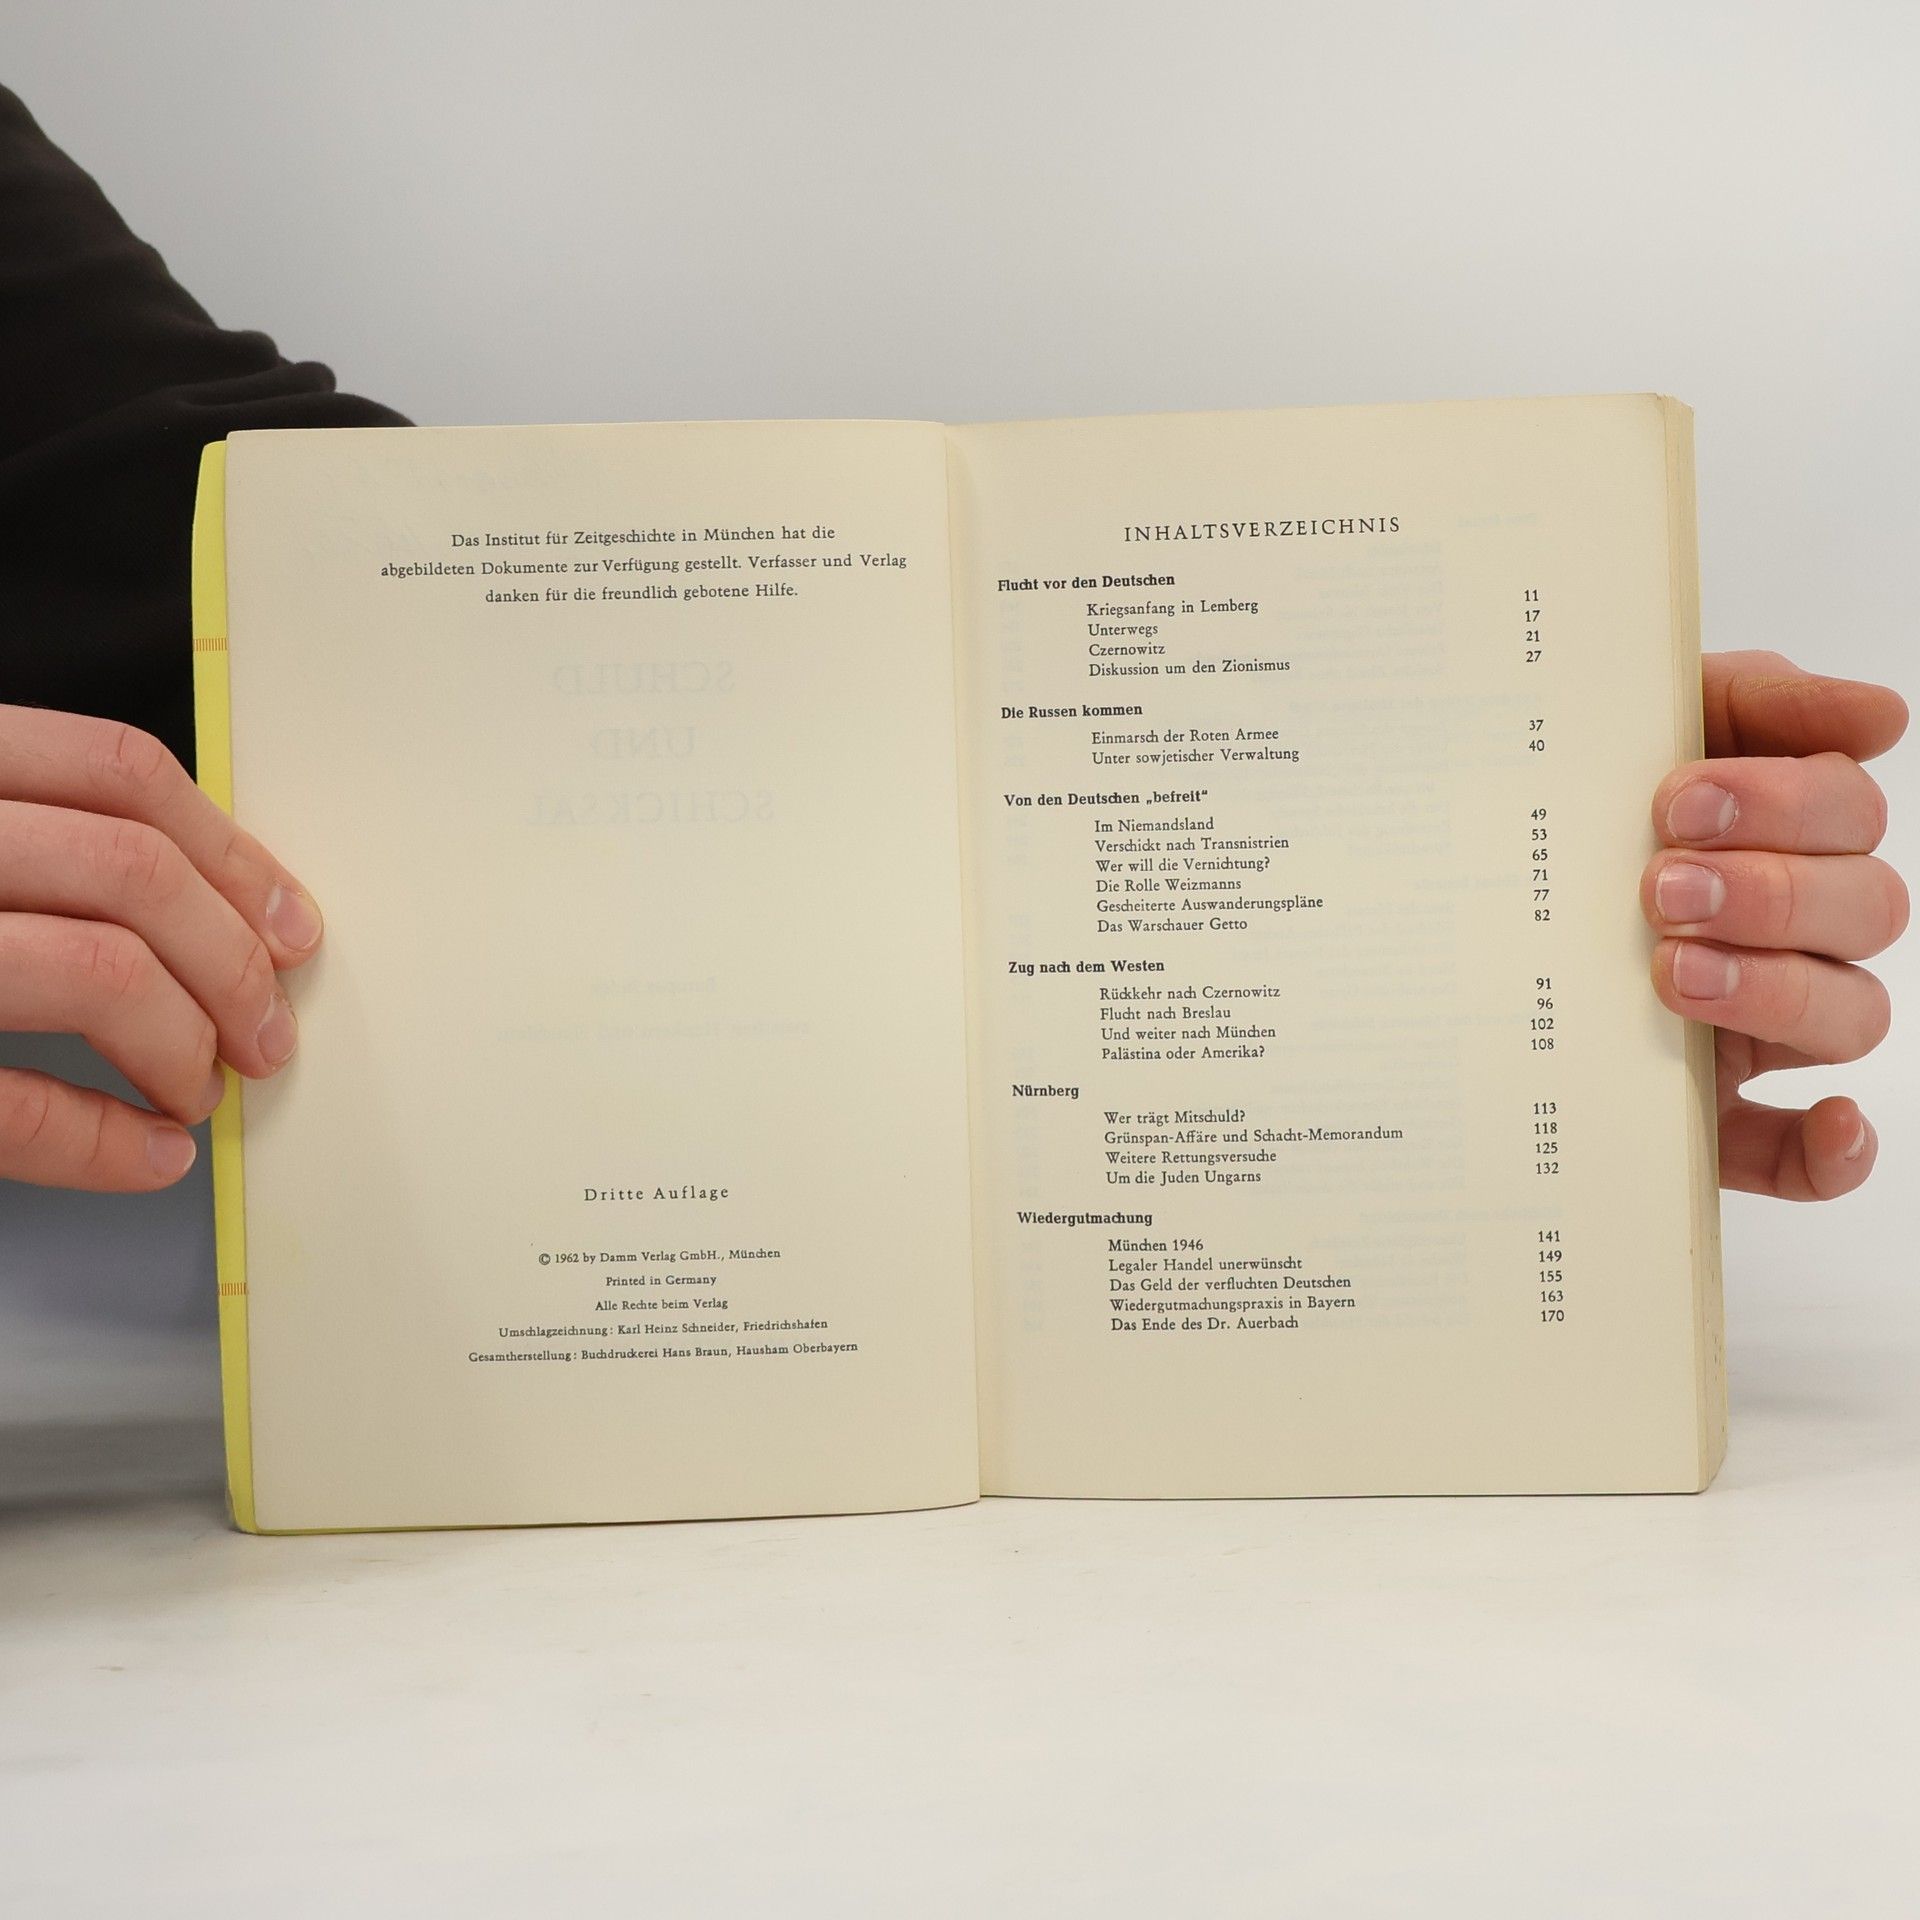 Das Institut für Zeitgeschichte in München hat die
abgebildeten Dokumente zur Verfügung gestellt. Verfasser und Verlag
danken für die freundlich gebotene Hilfe.
SCHULD
UND
SCHICKSAL
Dritte Auflage
© 1962 by Damm Verlag GmbH., München
Printed in Germany
Alle Rechte beim Verlag
Umschlagzeichnung: Karl Heinz Schneider, Friedrichshafen
Gesamtherstellung: Buchdruckerei Hans Braun, Hausham Oberbayern
INHALTSVERZEICHNIS
Flucht vor den Deutschen
Kriegsanfang in Lemberg 11
Unterwegs 17
Czernowitz 21
Diskussion um den Zionismus 27
Die Russen kommen
Einmarsch der Roten Armee 37
Unter sowjetischer Verwaltung 40
Von den Deutschen „befreit“
Im Niemandsland 49
Verschickt nach Transnistrien 53
Wer will die Vernichtung? 65
Die Rolle Weizmanns 71
Gescheiterte Auswanderungspläne 77
Das Warschauer Getto 82
Zug nach dem Westen
Rückkehr nach Czernowitz 91
Flucht nach Breslau 96
Und weiter nach München 102
Palästina oder Amerika? 108
Nürnberg
Wer trägt Mitschuld? 113
Grünspan-Affäre und Schacht-Memorandum 118
Weitere Rettungsversuche 125
Um die Juden Ungarns 132
Wiedergutmachung
München 1946 141
Legaler Handel unerwünscht 149
Das Geld der verfluchten Deutschen 155
Wiedergutmachungspraxis in Bayern 163
Das Ende des Dr. Auerbach 170